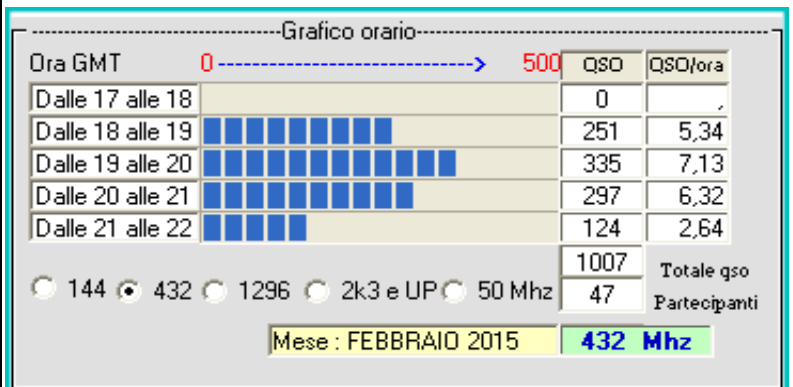 Grafico orario
Ora GMT 0 -----------------------------> 500 QSO QSO/ora
Dalle 17 alle 18 0 ,
Dalle 18 alle 19 251 5,34
Dalle 19 alle 20 335 7,13
Dalle 20 alle 21 297 6,32
Dalle 21 alle 22 124 2,64
1007 Totale qso
144 432 1296 2k3 e UP 50 Mhz 47 Partecipanti
Mese : FEBBRAIO 2015 432 Mhz